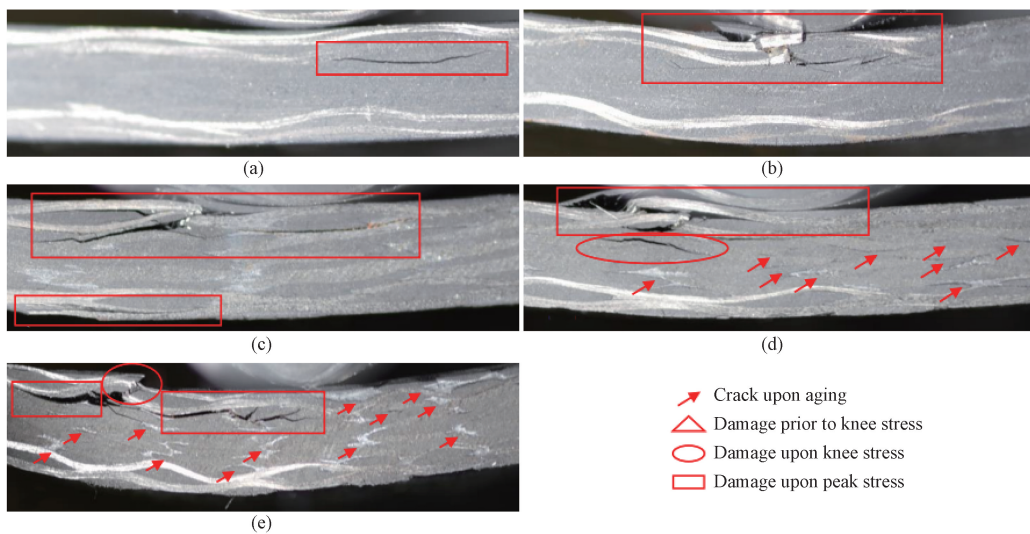 (a)
(b)
(c)
(d)
(e)
Crack upon aging
Damage prior to knee stress
Damage upon knee stress
Damage upon peak stress